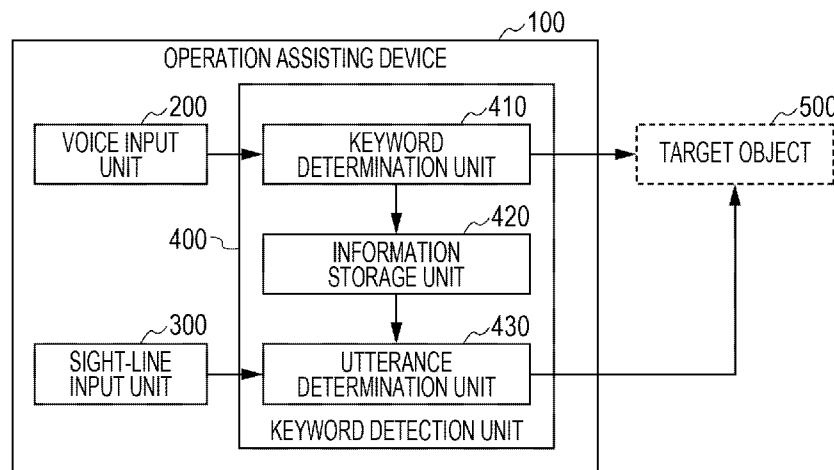 100
OPERATION ASSISTING DEVICE
200
410
500
VOICE INPUT
UNIT
KEYWORD
DETERMINATION UNIT
TARGET OBJECT
400
420
INFORMATION
STORAGE UNIT
300
430
SIGHT-LINE
INPUT UNIT
UTTERANCE
DETERMINATION UNIT
KEYWORD DETECTION UNIT